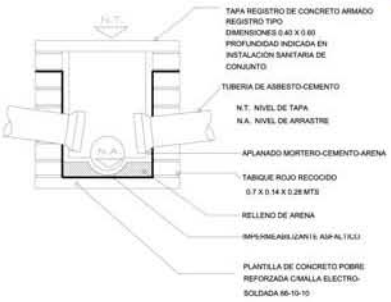 N.T.
TAPA REGISTRO DE CONCRETO ARMADO
REGISTRO TIPO
DIMENSIONES 0.40 X 0.60
PROFUNDIDAD INDICADA EN
INSTALACION SANITARIA DE
CONJUNTO
TUBERIA DE ASBESTO-CEMENTO
N.T. NIVEL DE TAPA
N.A. NIVEL DE ARRASTRE
N.A.
APLANADO MORTERO-CEMENTO-ARENA
TABIQUE ROJO RECOCIDO
0.7 X 0.14 X 0.28 MTS
RELLENO DE ARENA
IMPERMEABILIZANTE ASFALTICO
PLANTILLA DE CONCRETO POBRE
REFORZADA C/MALLA ELECTRO-
SOLDADA 66-10-10